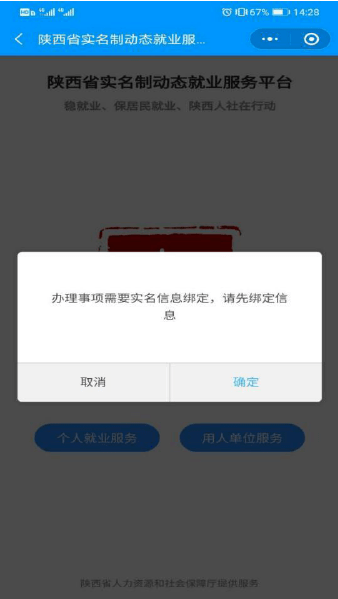 67% 14:28
陕西省实名制动态就业服...
陕西省实名制动态就业服务平台
稳就业、保居民就业、陕西人社在行动
办理事项需要实名信息绑定，请先绑定信
息
取消 确定
个人就业服务 用人单位服务
陕西省人力资源和社会保障厅提供服务